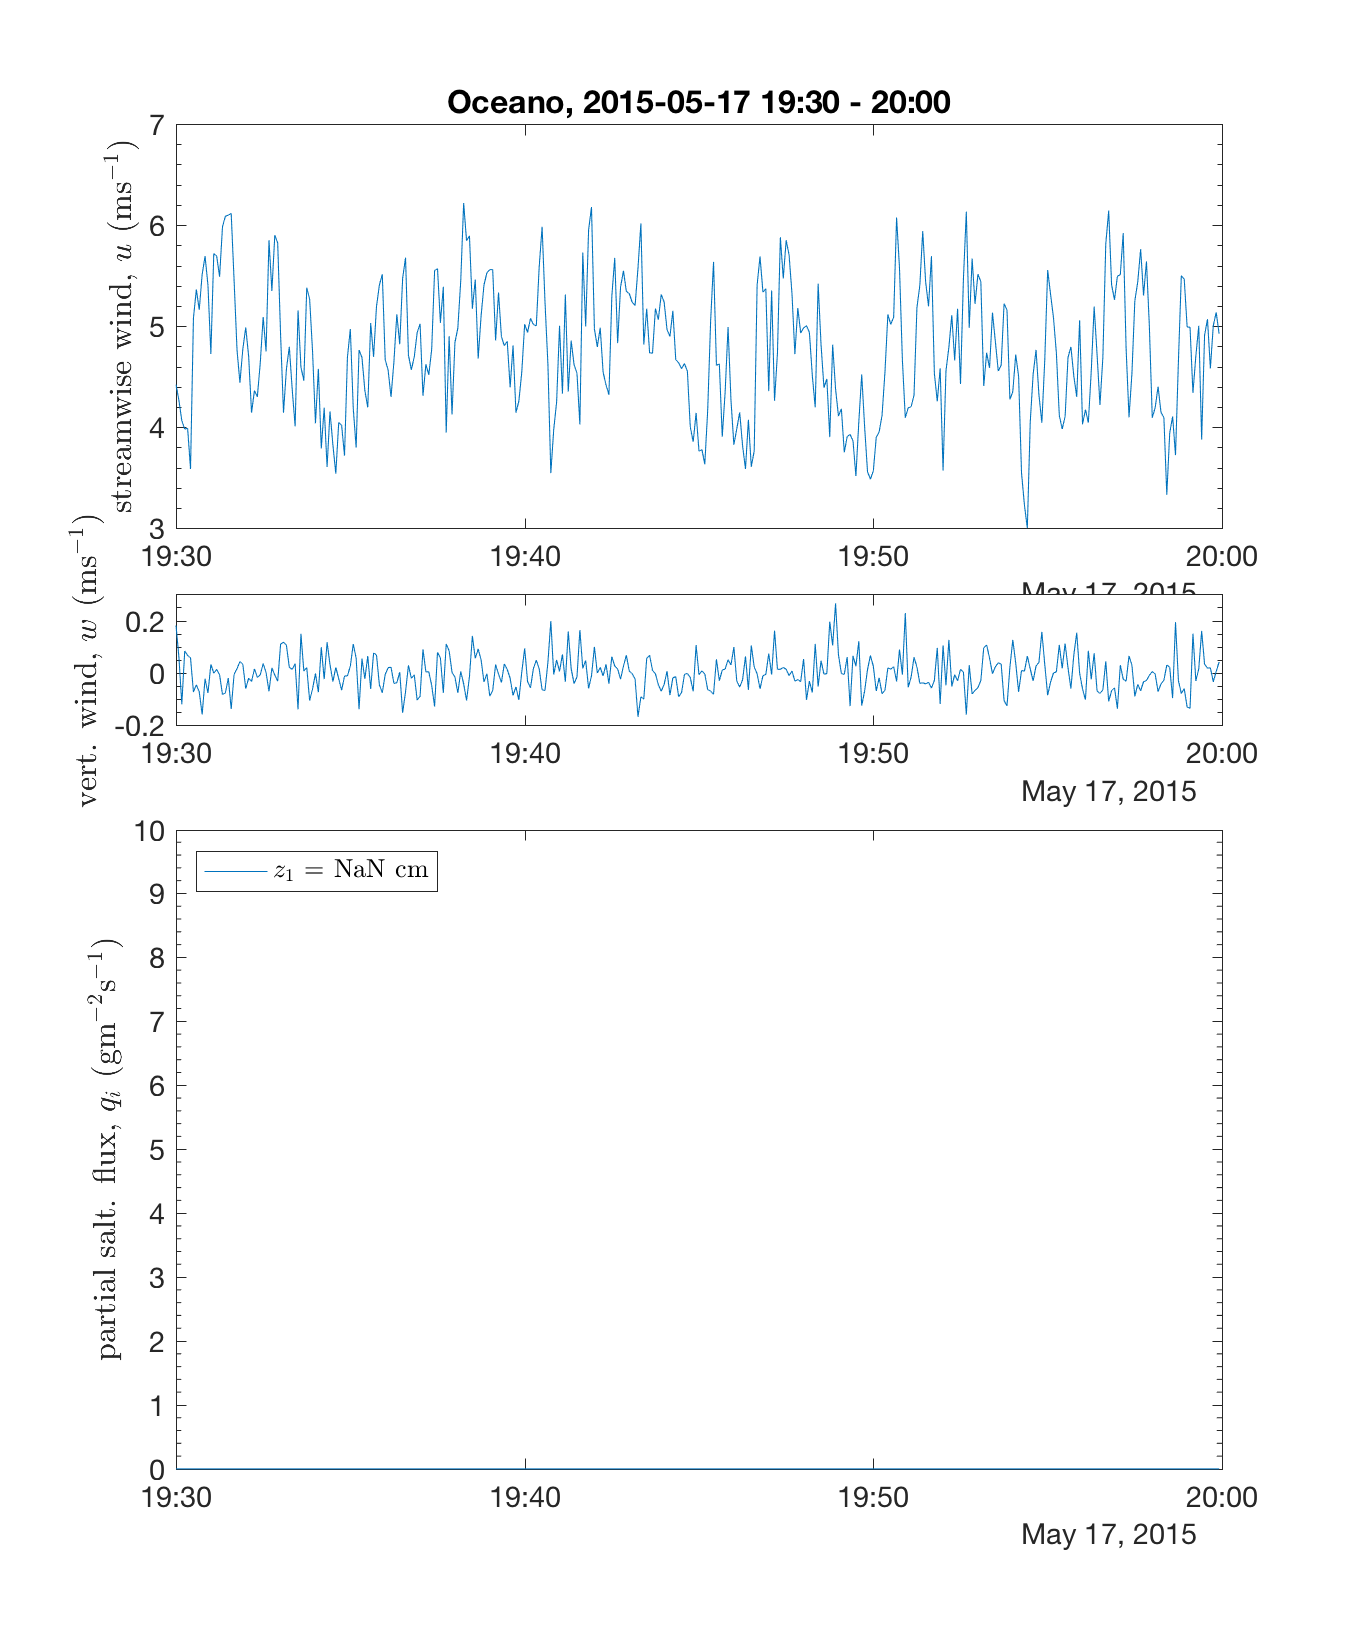 Oceano, 2015-05-17 19:30 - 20:00
streamwise wind, u (ms⁻¹)
7
6
5
4
3
19:30 19:40 19:50 20:00
May 17, 2015
vert. wind, w (ms⁻¹)
0.2
0
-0.2
19:30 19:40 19:50 20:00
May 17, 2015
partial salt. flux, qᵢ (gm⁻²s⁻¹)
10
9
8
7
6
5
4
3
2
1
0
z₁ = NaN cm
19:30 19:40 19:50 20:00
May 17, 2015